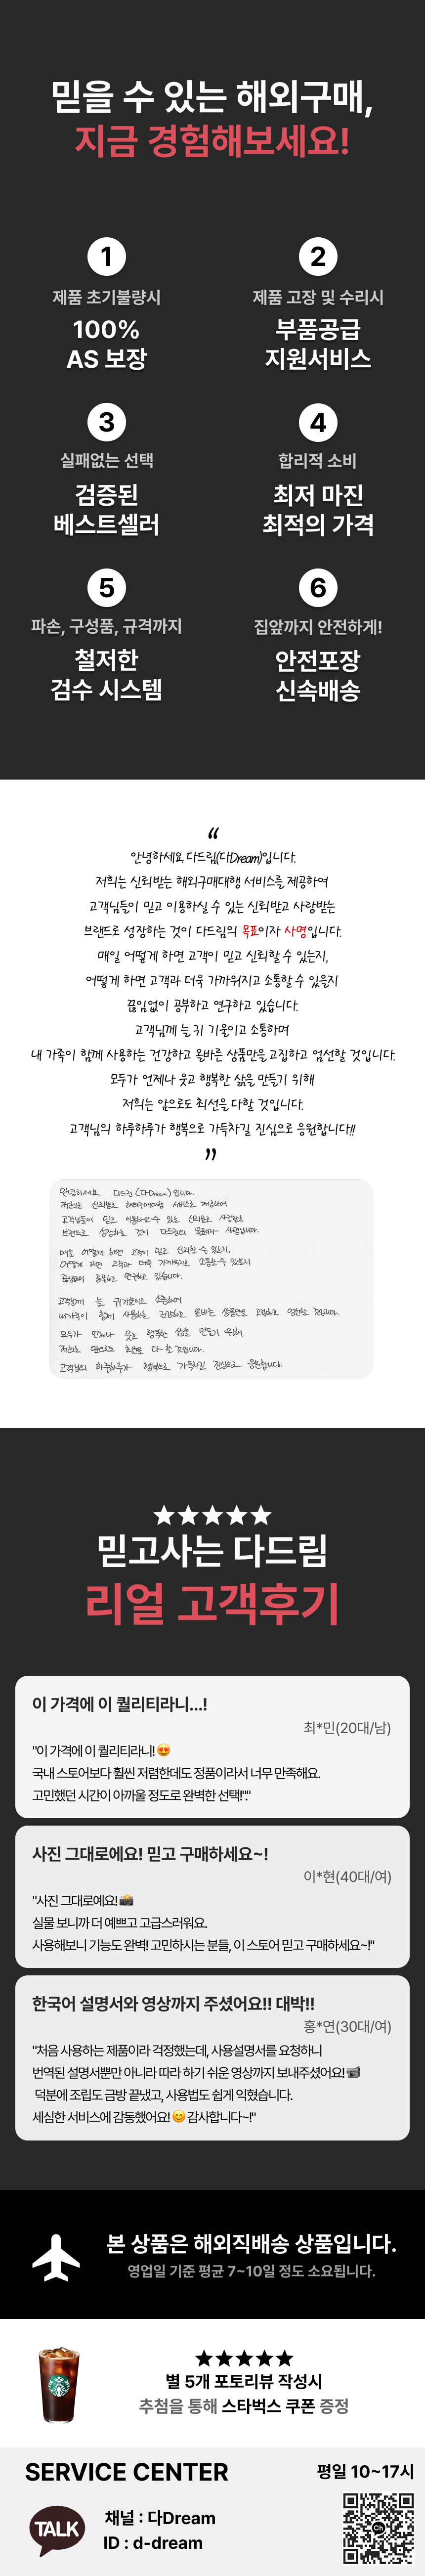 믿을 수 있는 해외구매,
지금 경험해보세요!
1
제품 초기불량시
100%
AS 보장
2
제품 고장 및 수리시
부품공급
지원서비스
3
실패없는 선택
검증된
베스트셀러
4
합리적 소비
최저 마진
최적의 가격
5
파손, 구성품, 규격까지
철저한
검수 시스템
6
집앞까지 안전하게!
안전포장
신속배송
“
안녕하세요, 다드림(다Dream)입니다.
저희는 신뢰받는 해외구매대행 서비스를 제공하여
고객님들이 믿고 이용하실 수 있는 신뢰받고 사랑받는
브랜드로 성장하는 것이 다드림의 목표이자 사명입니다.
매일 어떻게 하면 고객이 믿고 신뢰할 수 있는지,
어떻게 하면 고객과 더욱 가까워지고 소통할 수 있을지
끊임없이 공부하고 연구하고 있습니다.
고객님께 늘 귀 기울이고 소통하며
내 가족이 함께 사용하는 건강하고 올바른 상품만을 고집하고 엄선할 것입니다.
모두가 언제나 웃고 행복한 삶을 만들기 위해
저희는 앞으로도 최선을 다할 것입니다.
고객님의 하루하루가 행복으로 가득차길 진심으로 응원합니다!!
”
안녕하세요 다드림 (다Dream) 입니다.
저희는 신뢰받는 해외구매대행 서비스를 제공하여
고객님들이 믿고 이용하실 수 있는 신뢰받고 사랑받는
브랜드로 성장하는 것이 다드림의 목표이자 사명입니다.
매일 어떻게 하면 고객이 믿고 신뢰할 수 있는지,
어떻게 하면 고객과 더욱 가까워지고 소통할 수 있을지
끊임없이 공부하고 연구하고 있습니다.
고객님께 늘 귀 기울이고 소통하며
내 가족이 함께 사용하는 건강하고 올바른 상품만을 고집하고 엄선할 것입니다.
모두가 언제나 웃고 행복한 삶을 만들기 위해
저희는 앞으로도 최선을 다할 것입니다.
고객님의 하루하루가 행복으로 가득차길 진심으로 응원합니다.
★★★★★
믿고사는 다드림
리얼 고객후기
이 가격에 이 퀄리티라니...!
최*민(20대/남)
"이 가격에 이 퀄리티라니! 😍
국내 스토어보다 훨씬 저렴한데도 정품이라서 너무 만족해요.
고민했던 시간이 아까울 정도로 완벽한 선택!"."
사진 그대로에요! 믿고 구매하세요~!
이*현(40대/여)
"사진 그대로예요! 📸
실물 보니까 더 예쁘고 고급스러워요.
사용해보니 기능도 완벽! 고민하시는 분들, 이 스토어 믿고 구매하세요~!"
한국어 설명서와 영상까지 주셨어요!! 대박!!
홍*연(30대/여)
"처음 사용하는 제품이라 걱정했는데, 사용설명서를 요청하니
번역된 설명서뿐만 아니라 따라 하기 쉬운 영상까지 보내주셨어요! 📹
덕분에 조립도 금방 끝냈고, 사용법도 쉽게 익혔습니다.
세심한 서비스에 감동했어요! 😊 감사합니다~!"
본 상품은 해외직배송 상품입니다.
영업일 기준 평균 7~10일 정도 소요됩니다.
★★★★★
별 5개 포토리뷰 작성시
추첨을 통해 스타벅스 쿠폰 증정
SERVICE CENTER
평일 10~17시
TALK
채널 : 다Dream
ID : d-dream
Ch